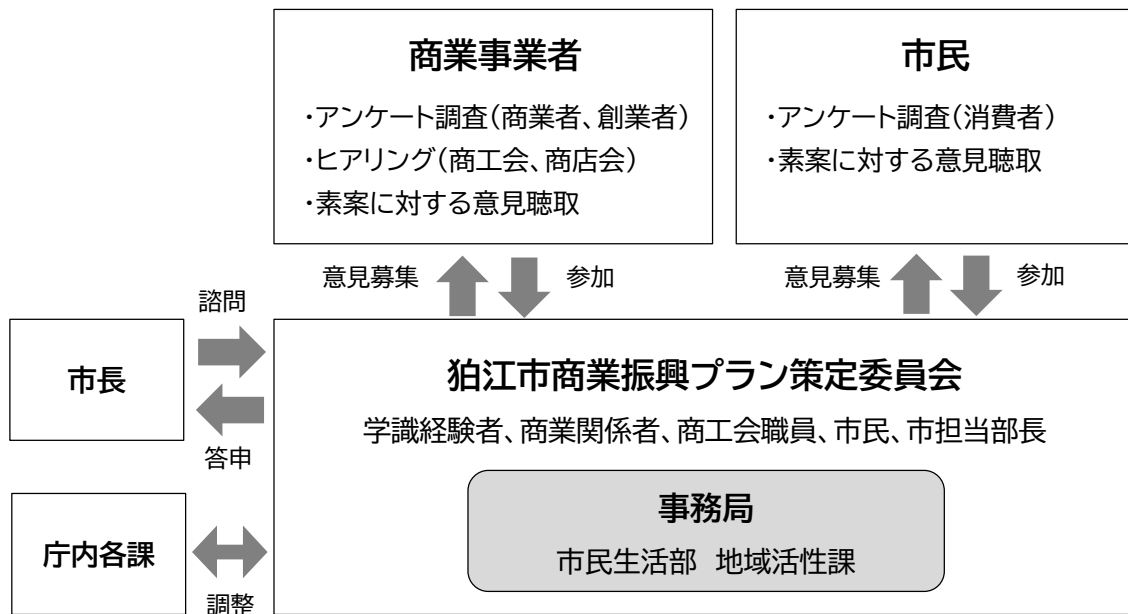 商業事業者
・アンケート調査(商業者、創業者)
・ヒアリング(商工会、商店会)
・素案に対する意見聴取
市民
・アンケート調査(消費者)
・素案に対する意見聴取
意見募集
参加
意見募集
参加
諮問
市長
答申
狛江市商業振興プラン策定委員会
学識経験者、商業関係者、商工会職員、市民、市担当部長
事務局
市民生活部 地域活性課
庁内各課
調整